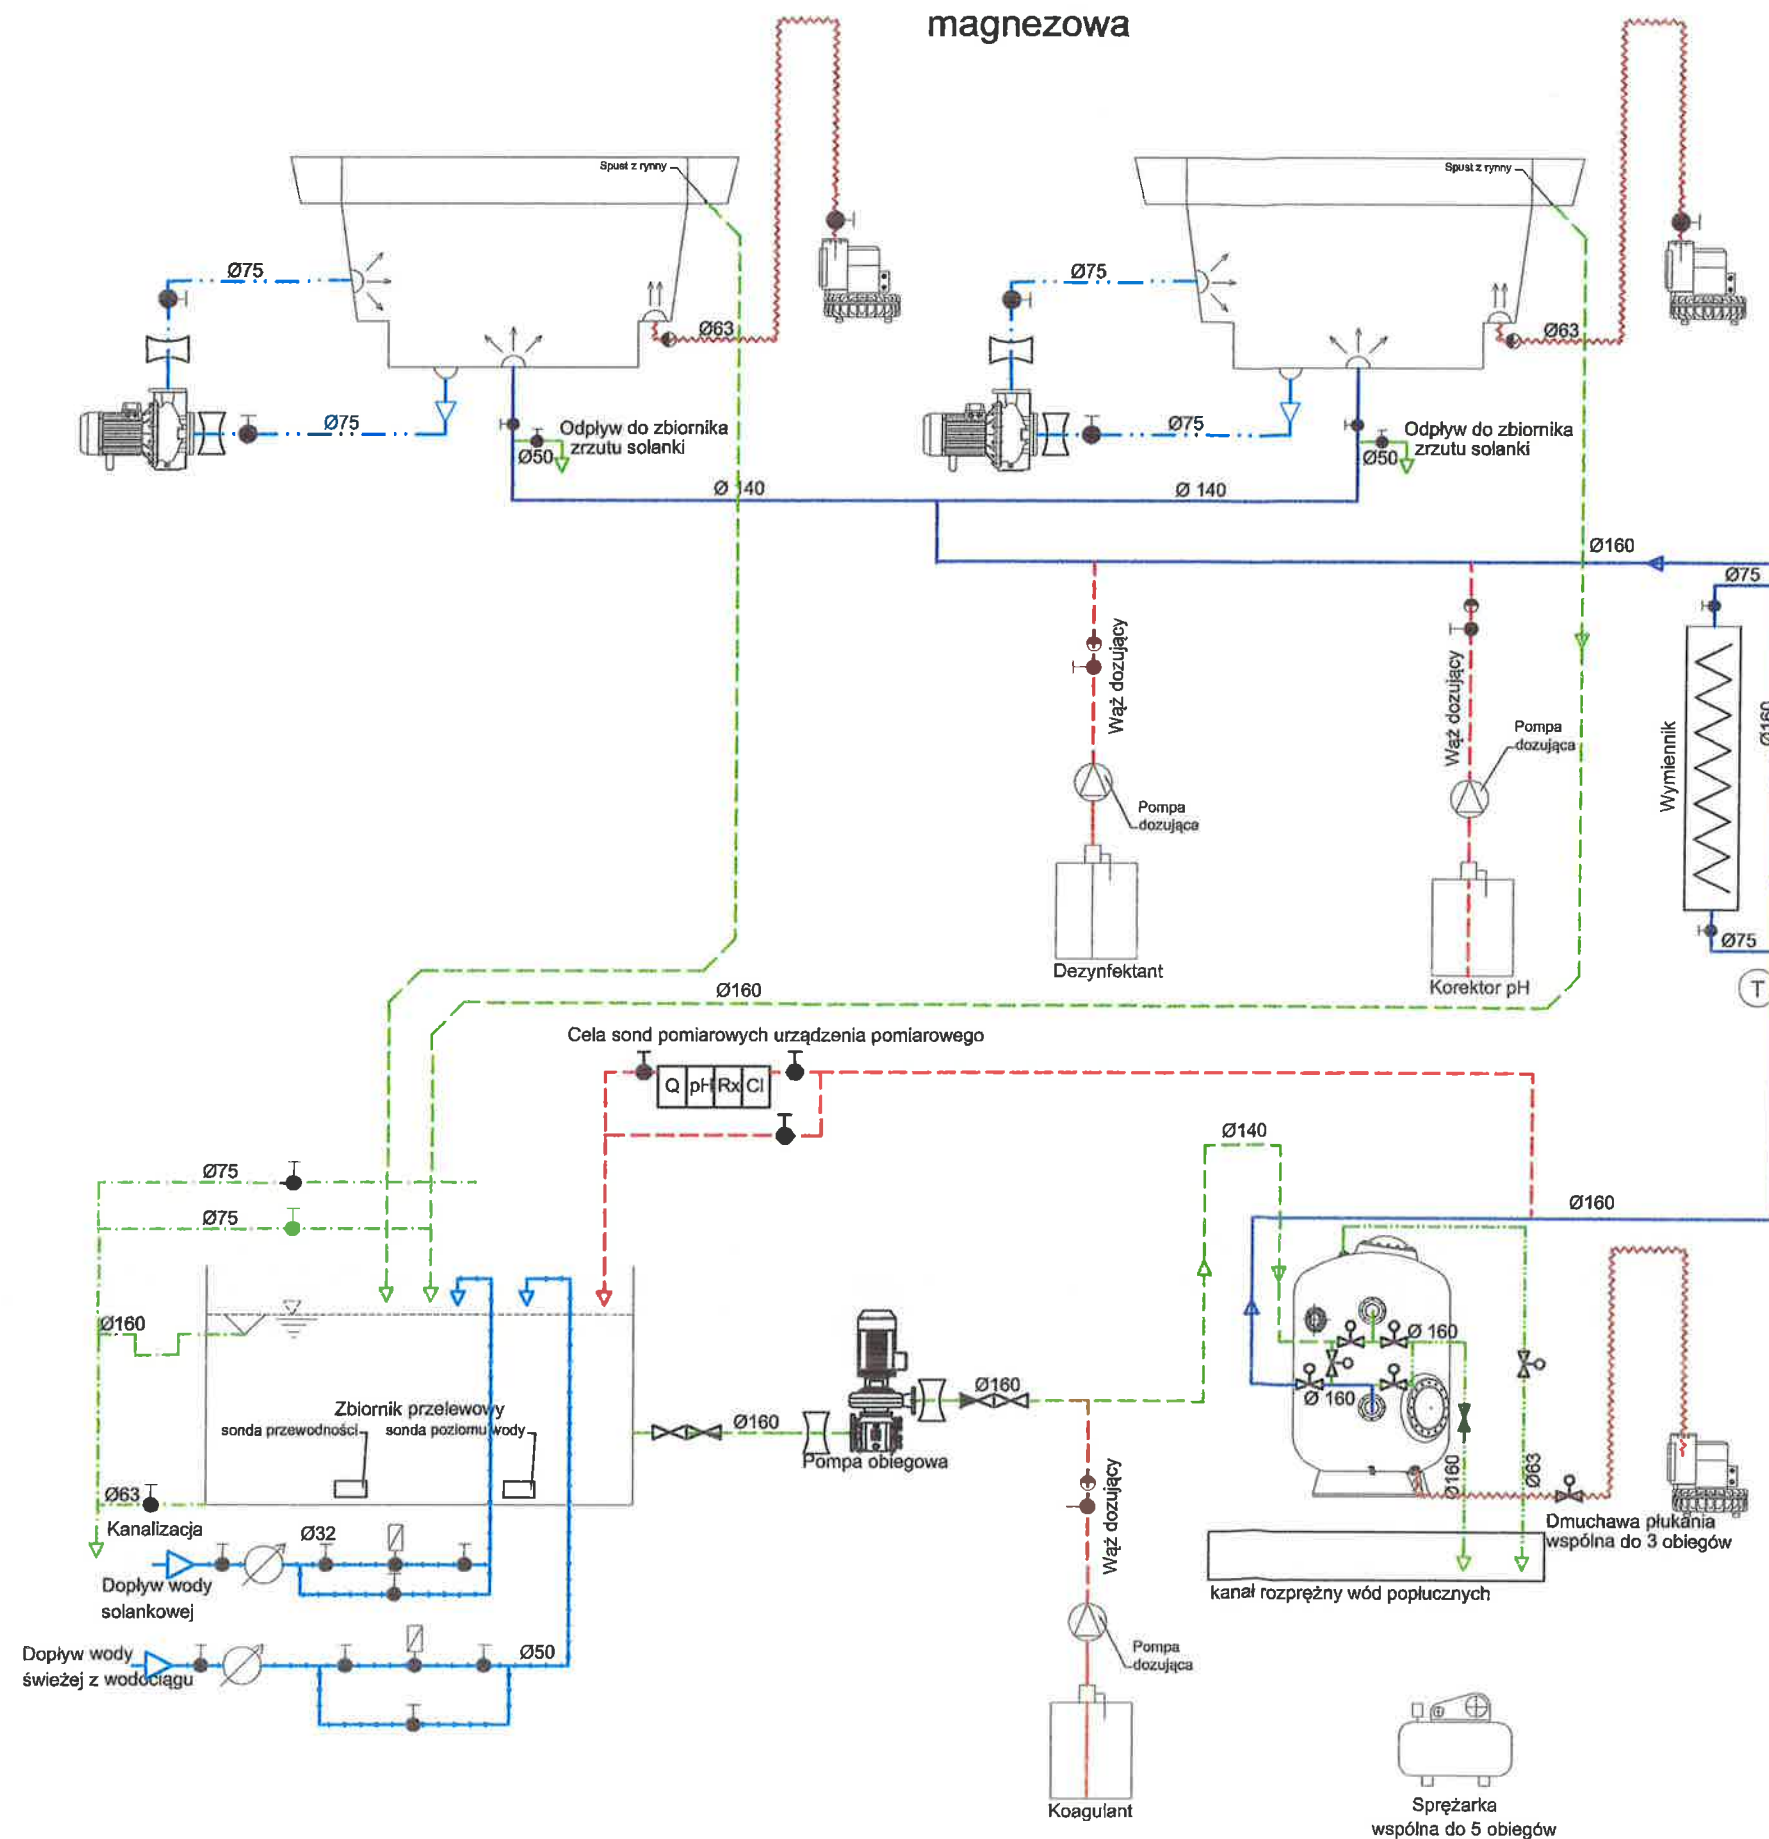 magnezowa
Spust z rynny
Spust z rynny
Ø75
Ø63
Ø75
Ø63
Ø75
Odpływ do zbiornika
zrzutu solanki
Ø50
Ø75
Odpływ do zbiornika
zrzutu solanki
Ø50
Ø 140
Ø 140
Ø160
Ø75
Wąż dozujący
Wąż dozujący
Pompa
dozująca
Wymiennik
Ø160
Pompa
dozująca
Dezynfektant
Korektor pH
Ø75
T
Ø160
Cela sond pomiarowych urządzenia pomiarowego
Q pH Rx Cl
Ø140
Ø75
Ø75
Ø160
Ø160
Ø 160
Ø 160
Zbiornik przelewowy
sonda przewodności
sonda poziomu wody
Ø160
Ø160
Pompa obiegowa
Ø63
Kanalizacja
Ø32
Dopływ wody
solankowej
Wąż dozujący
Ø160
Ø63
Dmuchawa płukania
wspólna do 3 obiegów
kanał rozprężny wód popłucznych
Dopływ wody
świeżej z wodociągu
Ø50
Pompa
dozująca
Koagulant
Sprężarka
wspólna do 5 obiegów